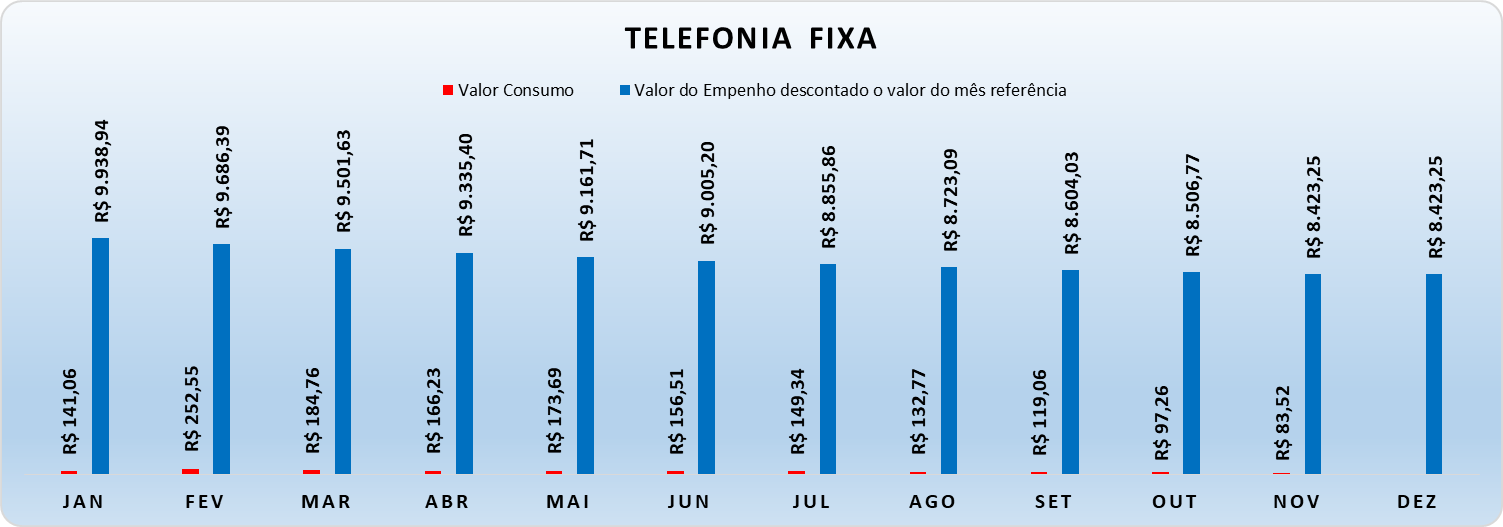 TELEFONIA FIXA
Valor Consumo
Valor do Empenho descontado o valor do mês referência
R$ 141,06
R$ 9.938,94
R$ 252,55
R$ 9.686,39
R$ 184,76
R$ 9.501,63
R$ 166,23
R$ 9.335,40
R$ 173,69
R$ 9.161,71
R$ 156,51
R$ 9.005,20
R$ 149,34
R$ 8.855,86
R$ 132,77
R$ 8.723,09
R$ 119,06
R$ 8.604,03
R$ 97,26
R$ 8.506,77
R$ 83,52
R$ 8.423,25
R$ 8.423,25
JAN FEV MAR ABR MAI JUN JUL AGO SET OUT NOV DEZ